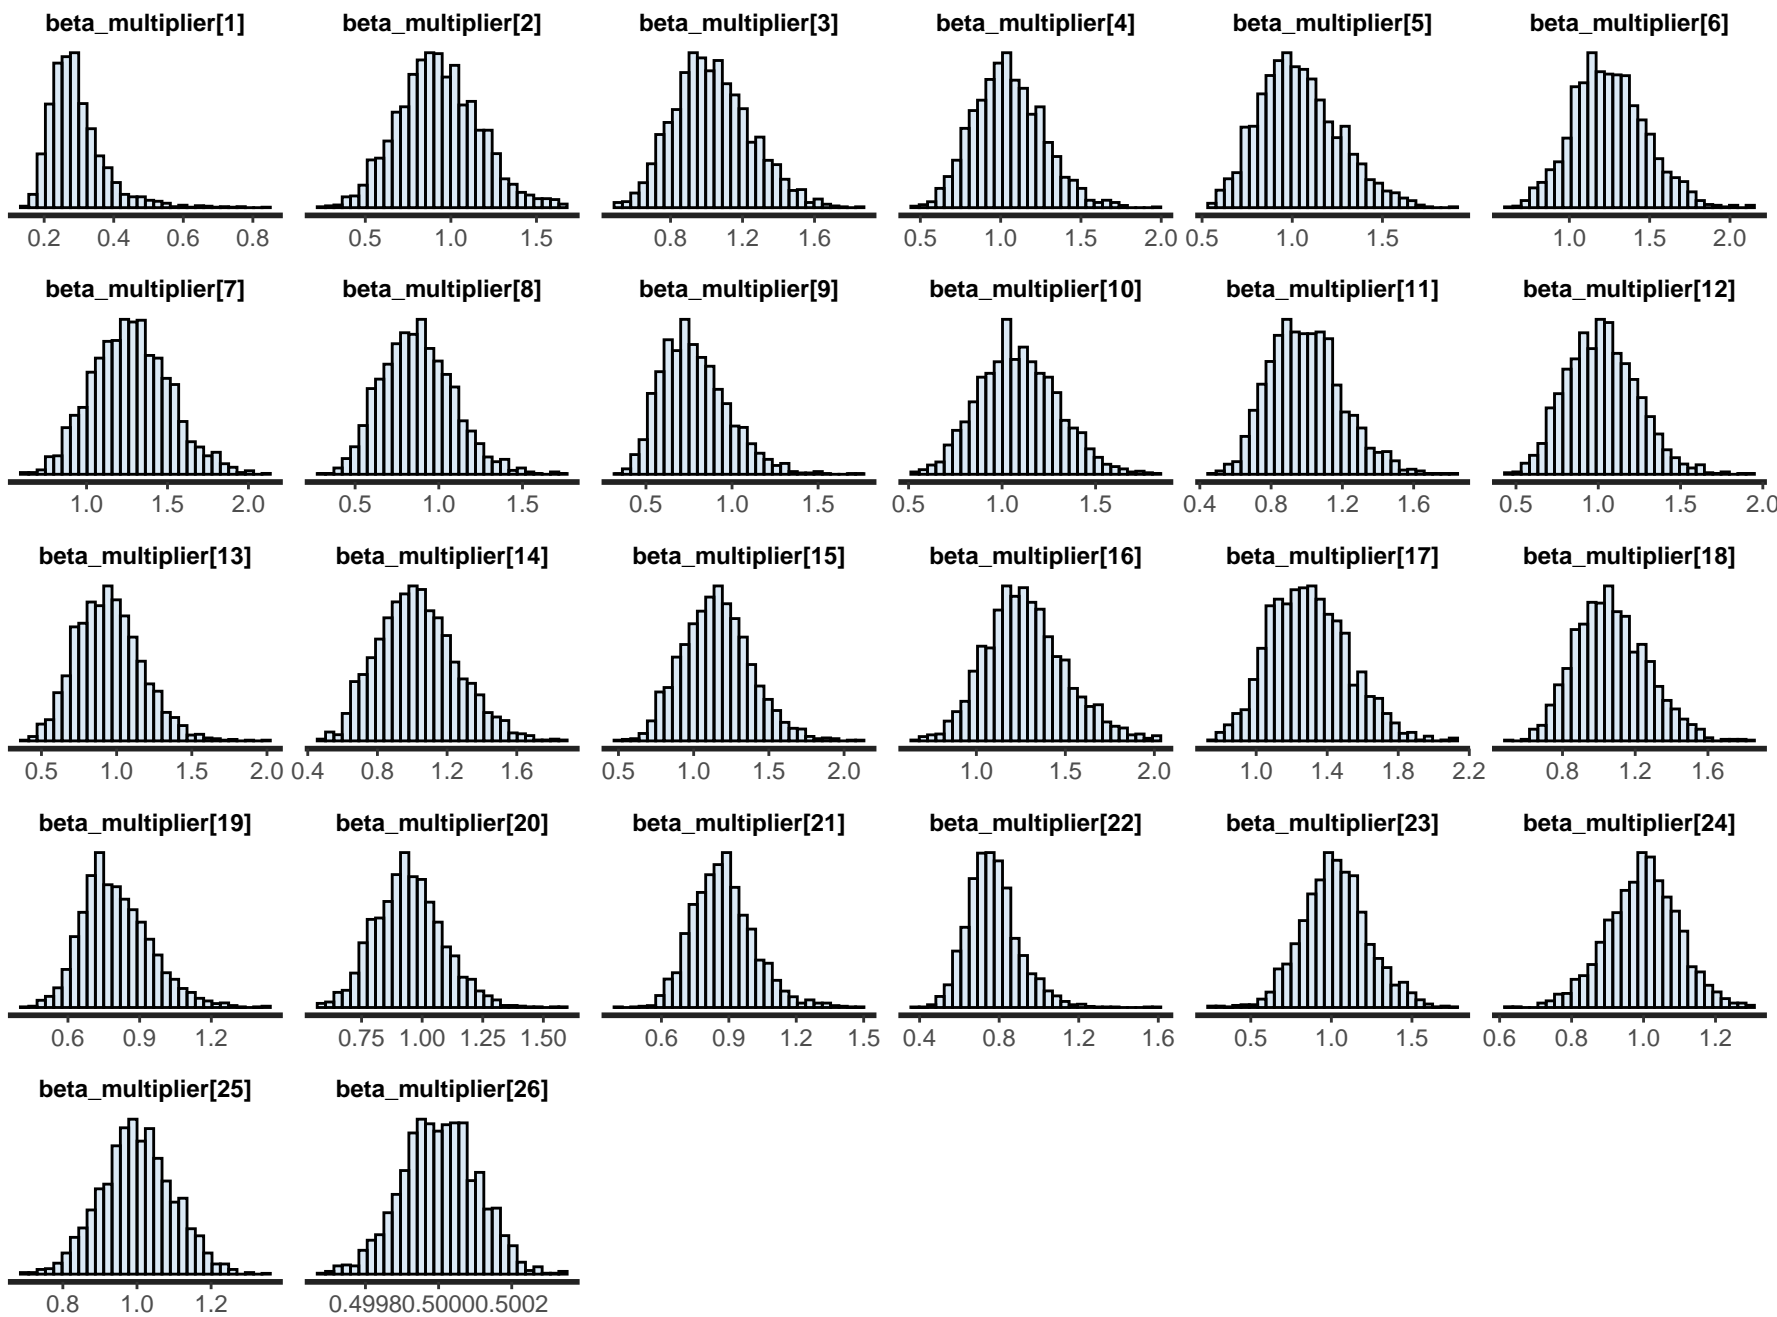 beta_multiplier[1] beta_multiplier[2] beta_multiplier[3] beta_multiplier[4] beta_multiplier[5] beta_multiplier[6]
0.2 0.4 0.6 0.8 0.5 1.0 1.5 0.8 1.2 1.6 0.5 1.0 1.5 2.0 0.5 1.0 1.5 1.0 1.5 2.0
beta_multiplier[7] beta_multiplier[8] beta_multiplier[9] beta_multiplier[10] beta_multiplier[11] beta_multiplier[12]
1.0 1.5 2.0 0.5 1.0 1.5 0.5 1.0 1.5 0.5 1.0 1.5 0.4 0.8 1.2 1.6 0.5 1.0 1.5 2.0
beta_multiplier[13] beta_multiplier[14] beta_multiplier[15] beta_multiplier[16] beta_multiplier[17] beta_multiplier[18]
0.5 1.0 1.5 2.0 0.4 0.8 1.2 1.6 0.5 1.0 1.5 2.0 1.0 1.5 2.0 1.0 1.4 1.8 2.2 0.8 1.2 1.6
beta_multiplier[19] beta_multiplier[20] beta_multiplier[21] beta_multiplier[22] beta_multiplier[23] beta_multiplier[24]
0.6 0.9 1.2 0.75 1.00 1.25 1.50 0.6 0.9 1.2 1.5 0.4 0.8 1.2 1.6 0.5 1.0 1.5 0.6 0.8 1.0 1.2
beta_multiplier[25] beta_multiplier[26]
0.8 1.0 1.2 0.49980.50000.5002